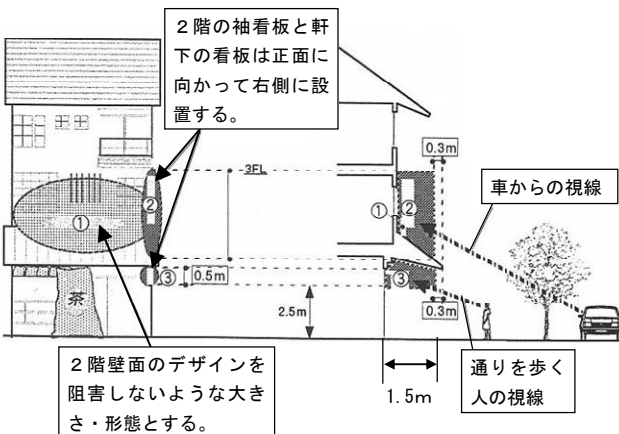 ２階の袖看板と軒
下の看板は正面に
向かって右側に設
置する。
0.3m
車からの視線
3FL
①
②
①
②
③
0.5m
③
茶
2.5m
0.3m
1.5m
２階壁面のデザインを
阻害しないような大き
さ・形態とする。
通りを歩く
人の視線